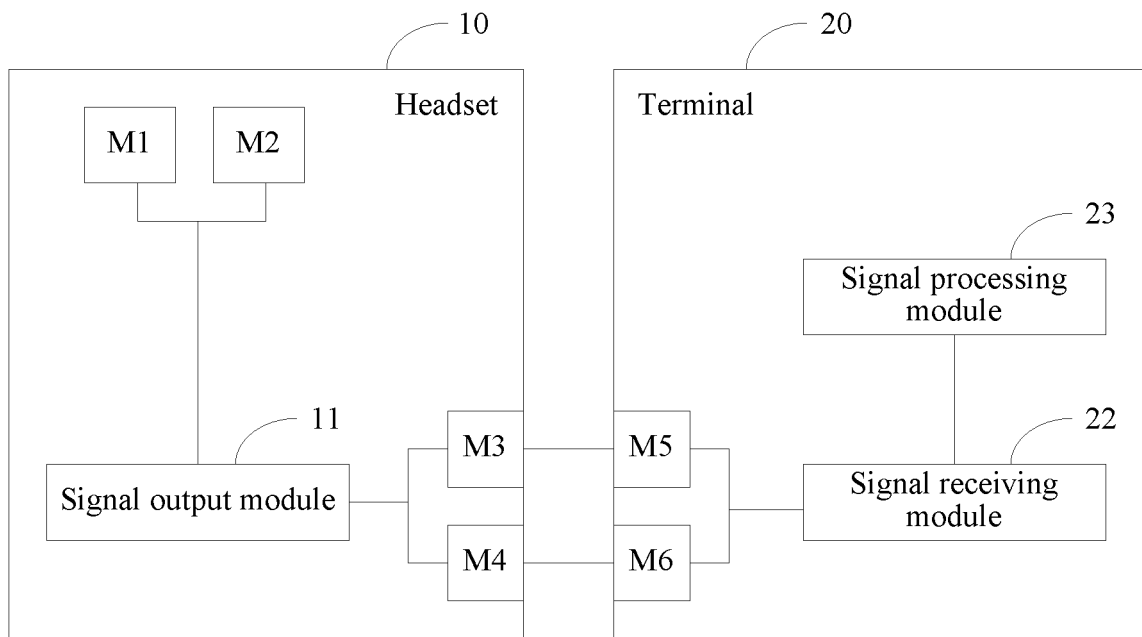 10
20
Headset
Terminal
M1
M2
23
Signal processing
module
11
22
M3
M5
Signal output module
Signal receiving
module
M4
M6